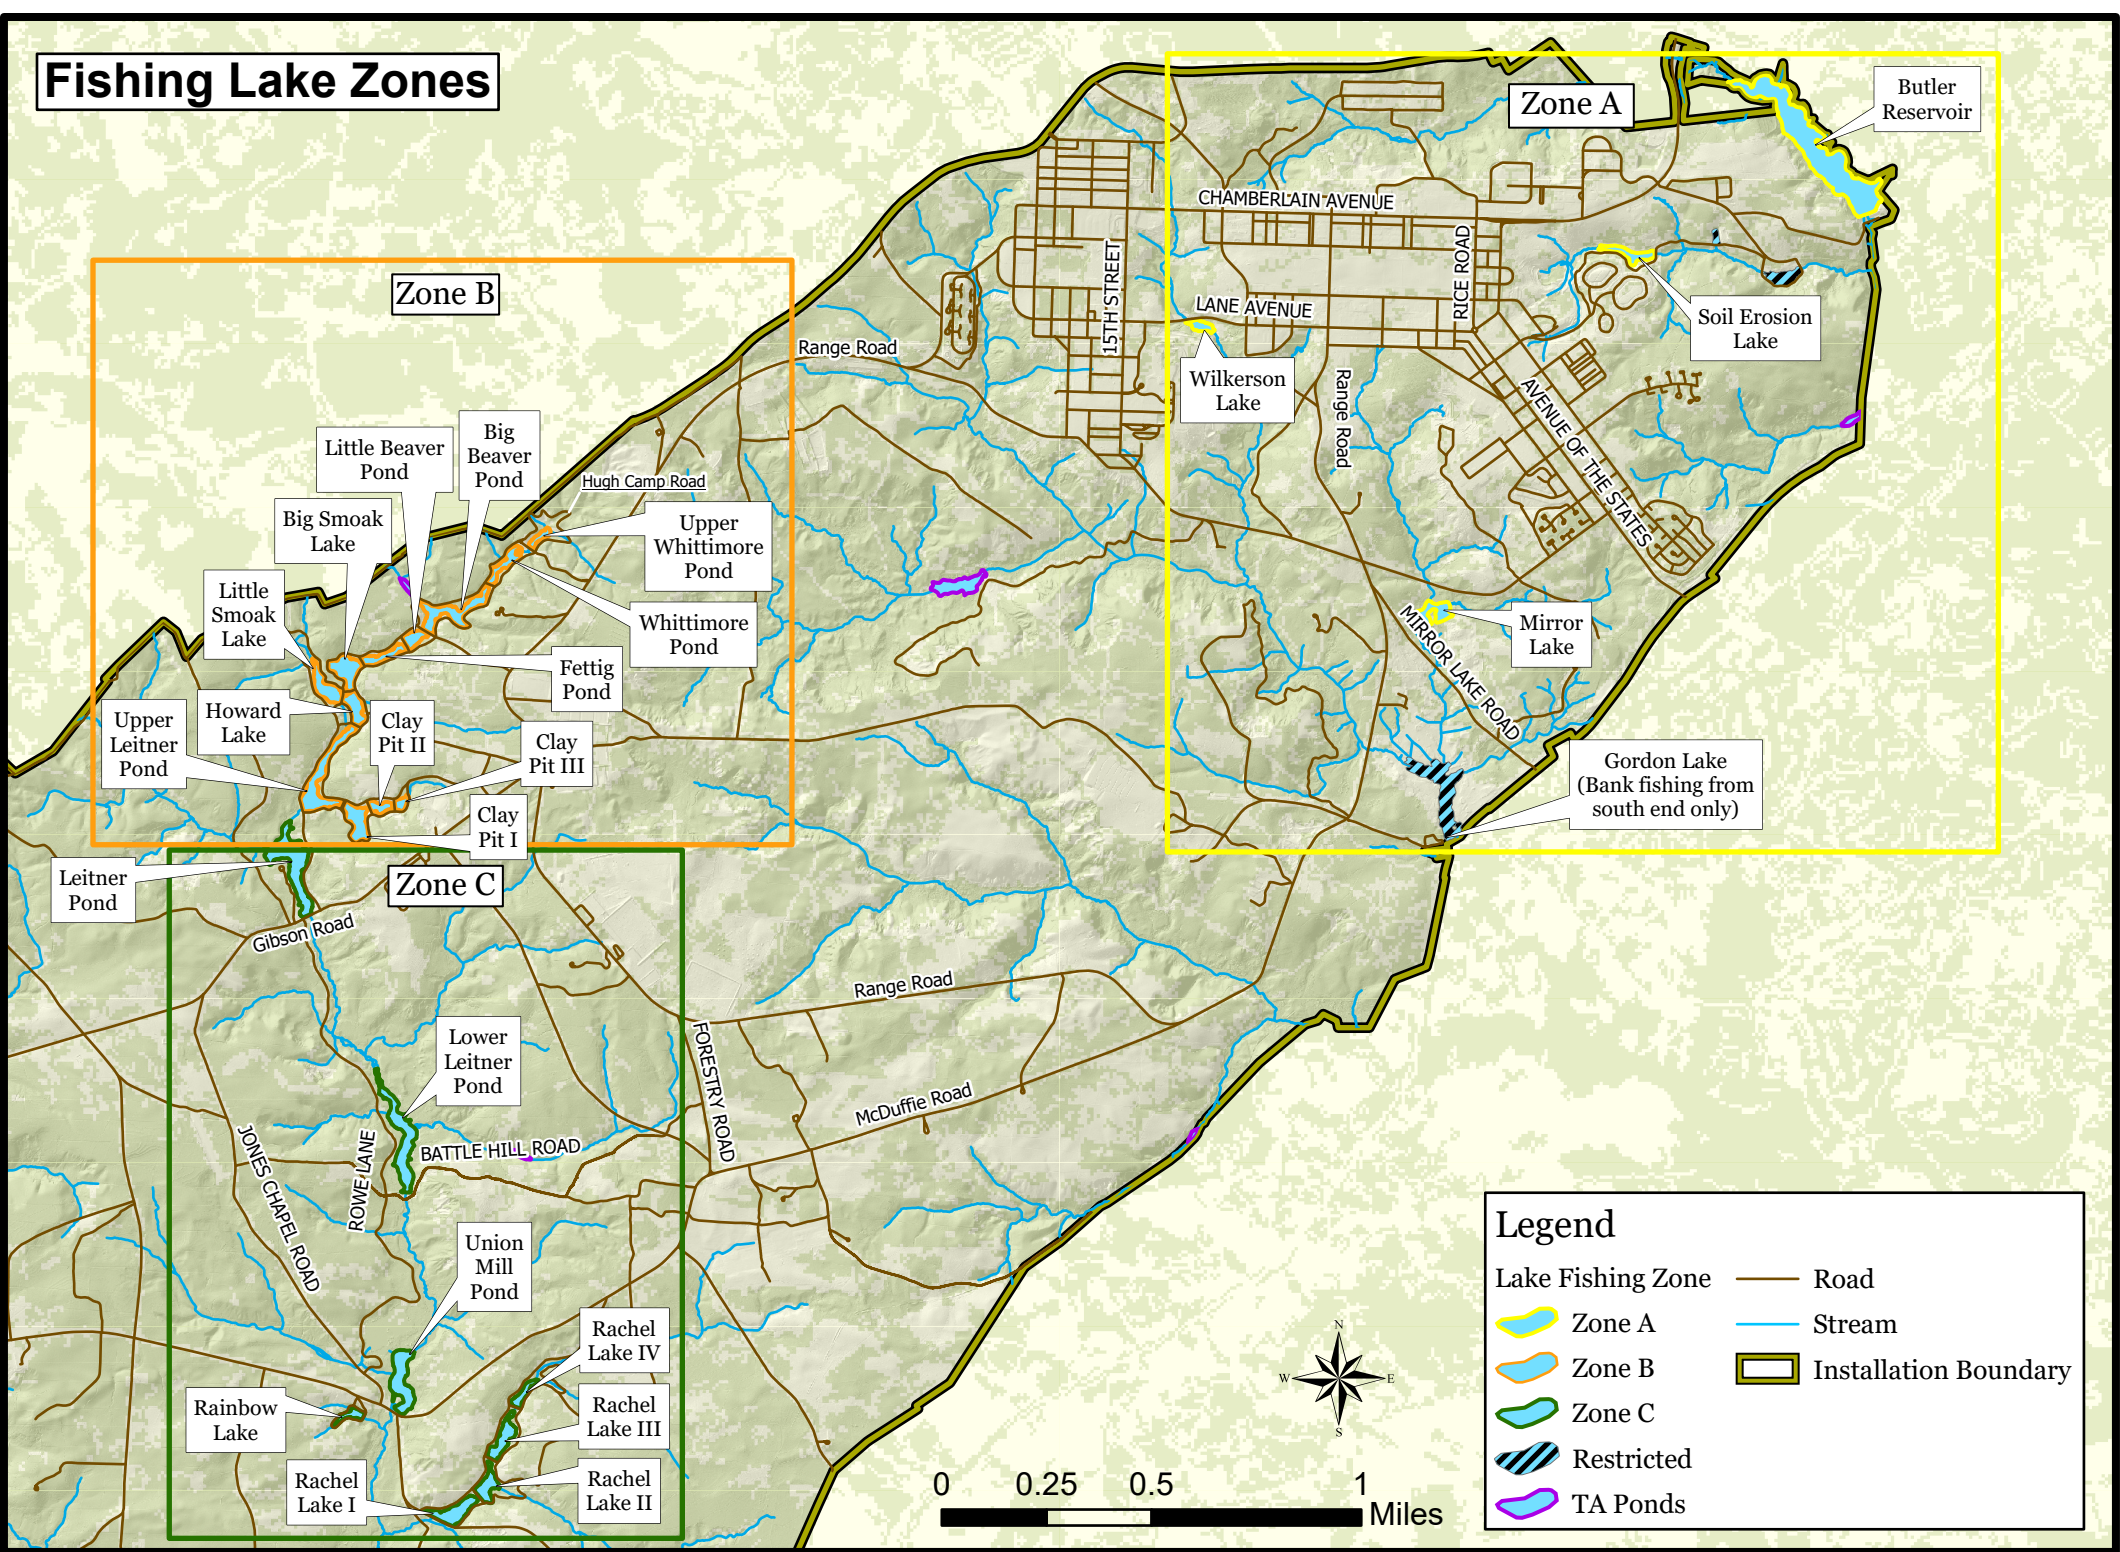 Fishing Lake Zones
Zone A
Butler
Reservoir
CHAMBERLAIN AVENUE
15TH STREET
RICE ROAD
LANE AVENUE
Soil Erosion
Lake
Zone B
Range Road
Wilkerson
Lake
Range Road
AVENUE OF THE STATES
Little Beaver
Pond
Big
Beaver
Pond
Hugh Camp Road
Big Smoak
Lake
Upper
Whittimore
Pond
Little
Smoak
Lake
Whittimore
Pond
Mirror
Lake
MIRROR LAKE ROAD
Fettig
Pond
Howard
Lake
Upper
Leitner
Pond
Clay
Pit II
Clay
Pit III
Clay
Pit I
Gordon Lake
(Bank fishing from
south end only)
Zone C
Leitner
Pond
Gibson Road
Range Road
FORESTRY ROAD
Lower
Leitner
Pond
McDuffie Road
BATTLE HILL ROAD
ROWE LANE
JONES CHAPEL ROAD
Union
Mill
Pond
Rachel
Lake IV
Rainbow
Lake
Rachel
Lake III
Rachel
Lake I
Rachel
Lake II
N
W
E
S
0 0.25 0.5 1
Miles
Legend
Lake Fishing Zone
Zone A
Zone B
Zone C
Restricted
TA Ponds
Road
Stream
Installation Boundary